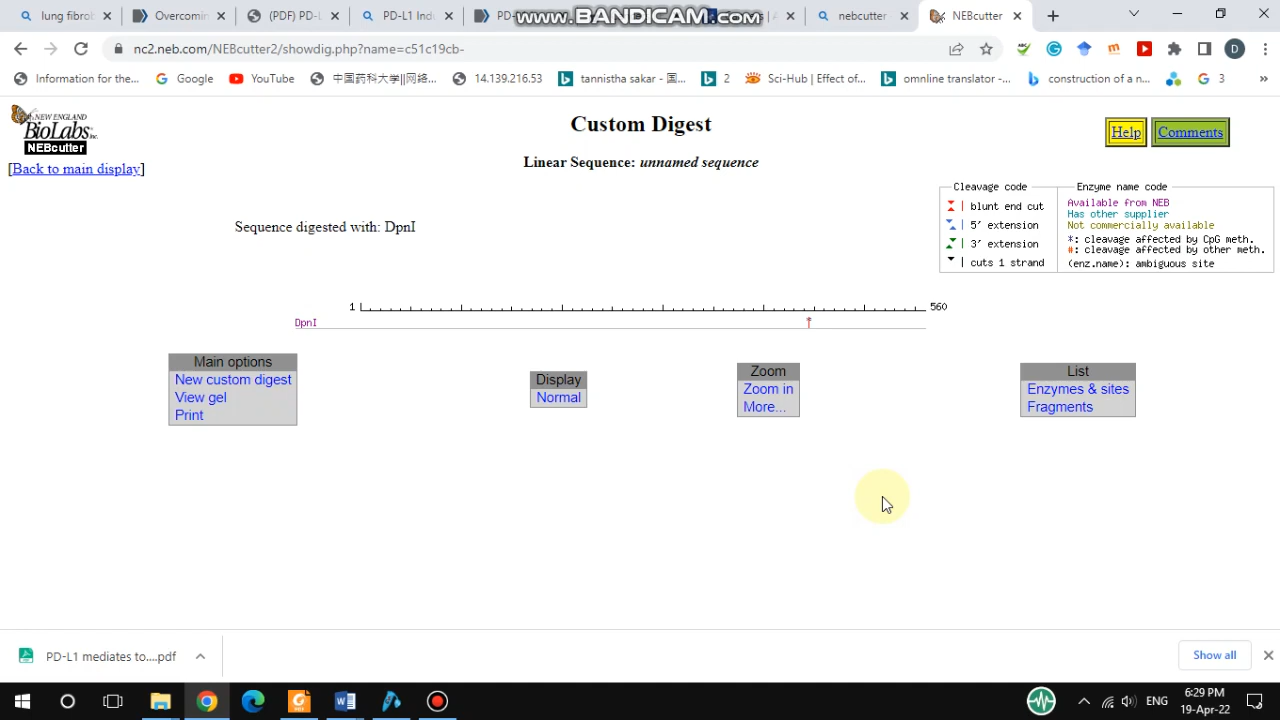 lung fibrob
Overcomin
(PDF) PD-L
PD-L1 Ind
PD-
www.BANDICAM.com
nebcutter
NEBcutter
nc2.neb.com/NEBcutter2/showdig.php?name=c51c19cb-
ABC
D
Information for the...
Google
YouTube
中国药科大学||网络...
14.139.216.53
tannistha sakar - 国...
2
Sci-Hub | Effect of...
omnline translator -...
construction of a n...
3
»
NEW ENGLAND
BioLabs Inc.
NEBcutter
[Back to main display]
Custom Digest
Linear Sequence: unnamed sequence
Help
Comments
Sequence digested with: DpnI
Cleavage code
blunt end cut
5' extension
3' extension
cuts 1 strand
Enzyme name code
Available from NEB
Has other supplier
Not commercially available
*: cleavage affected by CpG meth.
#: cleavage affected by other meth.
(enz.name): ambiguous site
1
560
DpnI
*
Main options
New custom digest
View gel
Print
Display
Normal
Zoom
Zoom in
More...
List
Enzymes & sites
Fragments
PD-L1 mediates to....pdf
Show all
ENG
6:29 PM
19-Apr-22